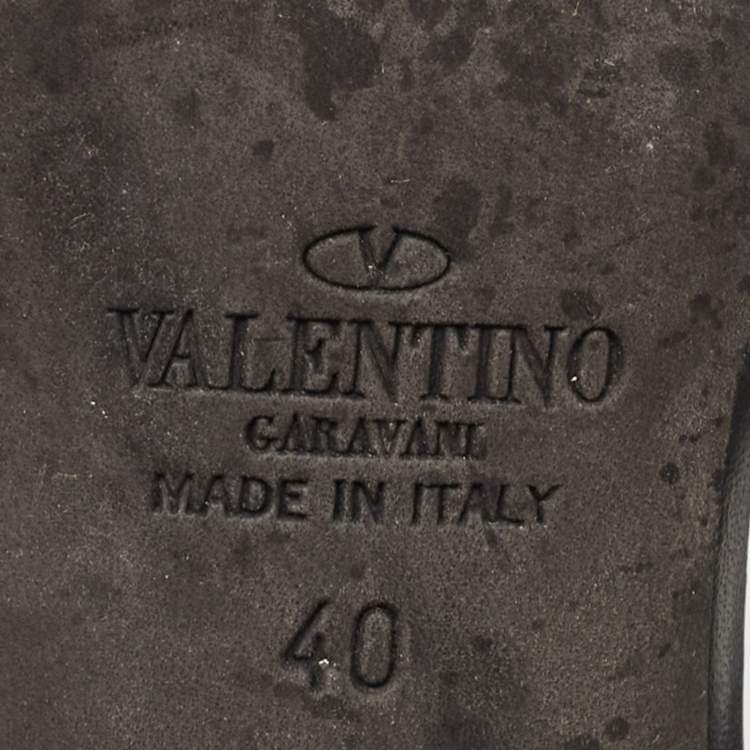 V
VALENTINO
GARAVANI
MADE IN ITALY
40